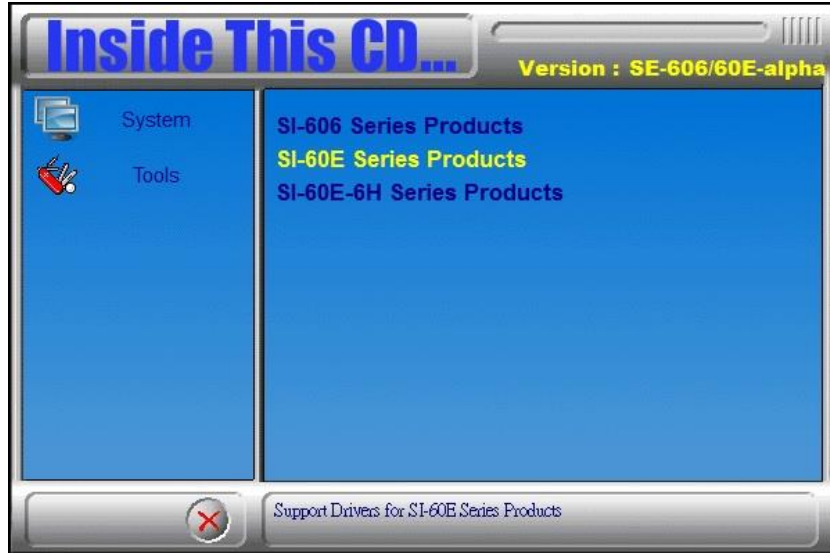 Inside This CD...
Version : SE-606/60E-alpha
System
Tools
SI-606 Series Products
SI-60E Series Products
SI-60E-6H Series Products
Support Drivers for SI-60E Series Products